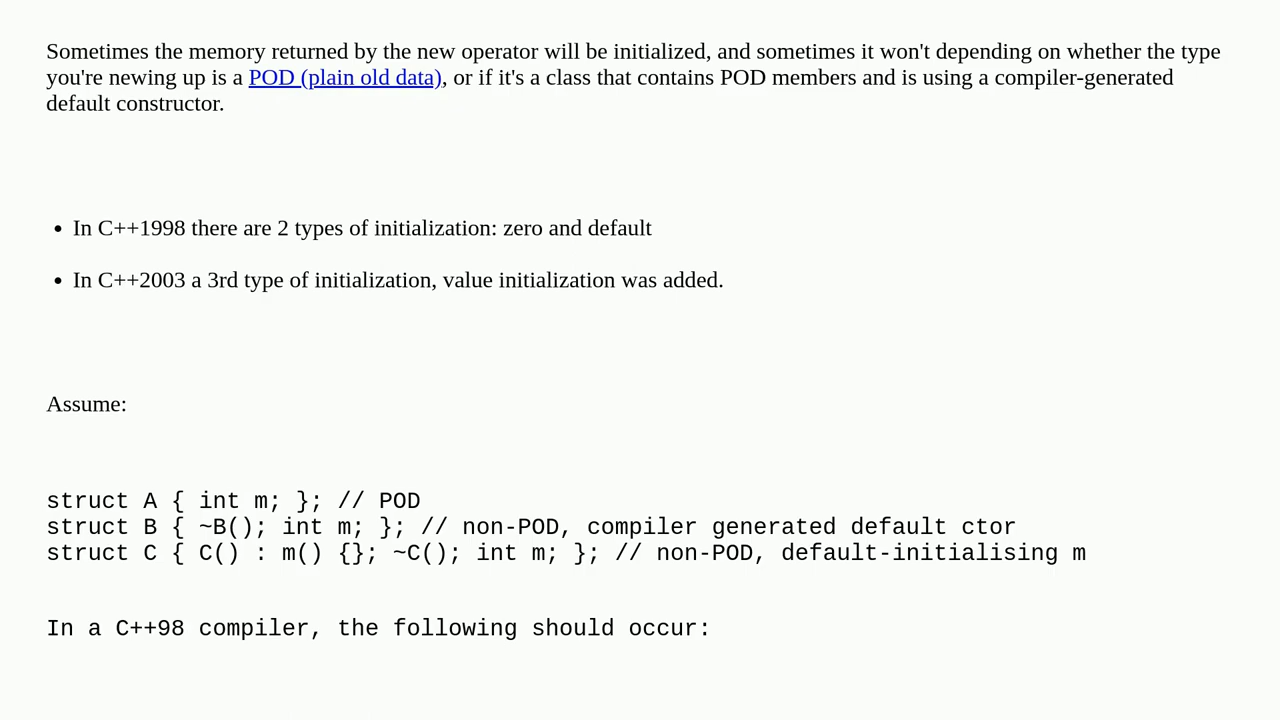 Sometimes the memory returned by the new operator will be initialized, and sometimes it won't depending on whether the type
you're newing up is a POD (plain old data), or if it's a class that contains POD members and is using a compiler-generated
default constructor.
• In C++1998 there are 2 types of initialization: zero and default
• In C++2003 a 3rd type of initialization, value initialization was added.
Assume:
struct A { int m; }; // POD
struct B { ~B(); int m; }; // non-POD, compiler generated default ctor
struct C { C() : m() {}; ~C(); int m; }; // non-POD, default-initialising m
In a C++98 compiler, the following should occur: